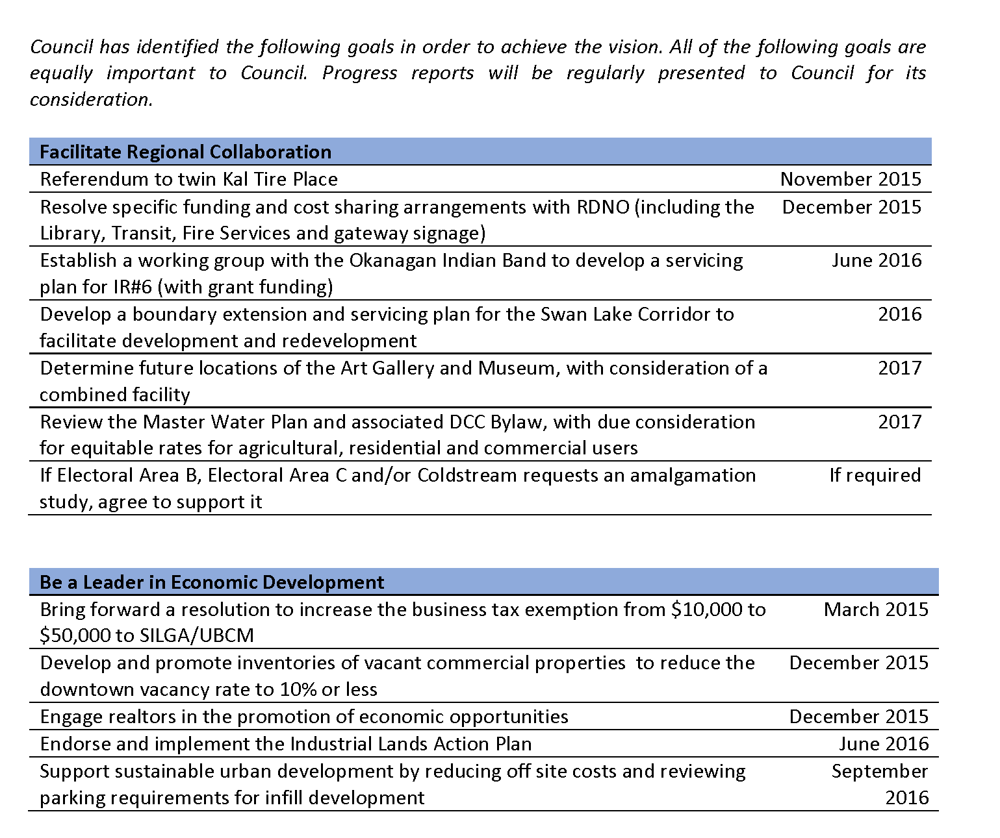 Council has identified the following goals in order to achieve the vision. All of the following goals are
equally important to Council. Progress reports will be regularly presented to Council for its
consideration.
Facilitate Regional Collaboration
Referendum to twin Kal Tire Place November 2015
Resolve specific funding and cost sharing arrangements with RDNO (including the December 2015
Library, Transit, Fire Services and gateway signage)
Establish a working group with the Okanagan Indian Band to develop a servicing June 2016
plan for IR#6 (with grant funding)
Develop a boundary extension and servicing plan for the Swan Lake Corridor to 2016
facilitate development and redevelopment
Determine future locations of the Art Gallery and Museum, with consideration of a 2017
combined facility
Review the Master Water Plan and associated DCC Bylaw, with due consideration 2017
for equitable rates for agricultural, residential and commercial users
If Electoral Area B, Electoral Area C and/or Coldstream requests an amalgamation If required
study, agree to support it
Be a Leader in Economic Development
Bring forward a resolution to increase the business tax exemption from $10,000 to March 2015
$50,000 to SILGA/UBCM
Develop and promote inventories of vacant commercial properties  to reduce the December 2015
downtown vacancy rate to 10% or less
Engage realtors in the promotion of economic opportunities December 2015
Endorse and implement the Industrial Lands Action Plan June 2016
Support sustainable urban development by reducing off site costs and reviewing September
parking requirements for infill development 2016